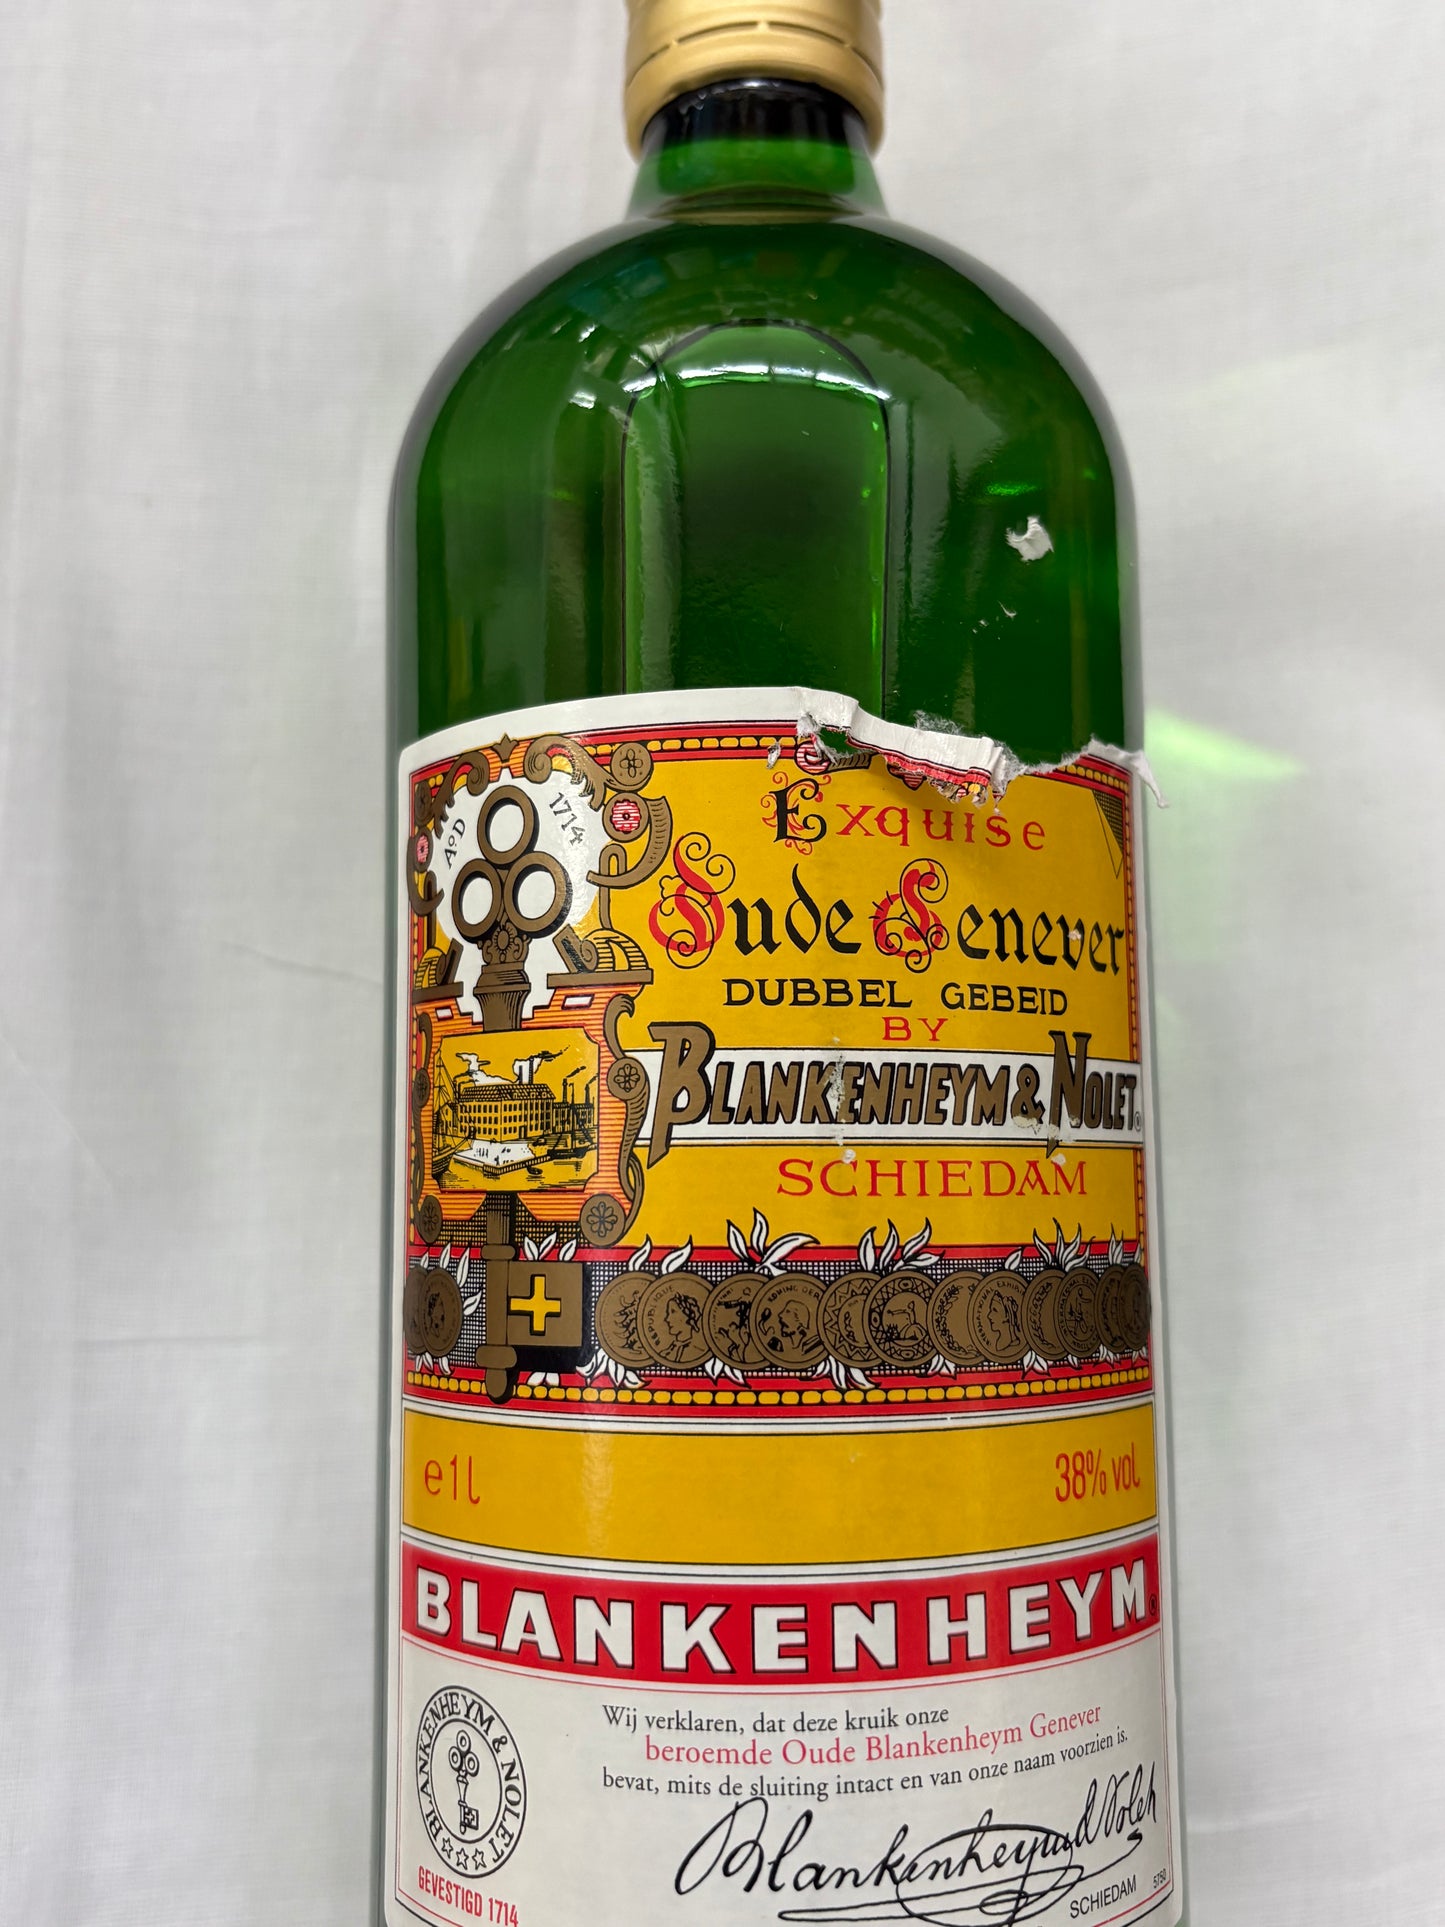 AºD 1714
Exquise
Oude Genever
DUBBEL GEBEID
BY
BLANKENHEYM & NOLET®
SCHIEDAM
e1l
38% vol
BLANKENHEYM®
Wij verklaren, dat deze kruik onze
beroemde Oude Blankenheym Genever
bevat, mits de sluiting intact en van onze naam voorzien is.
BLANKENHEYM & NOLET
Blankenheym & Nolet
GEVESTIGD 1714
SCHIEDAM
5750